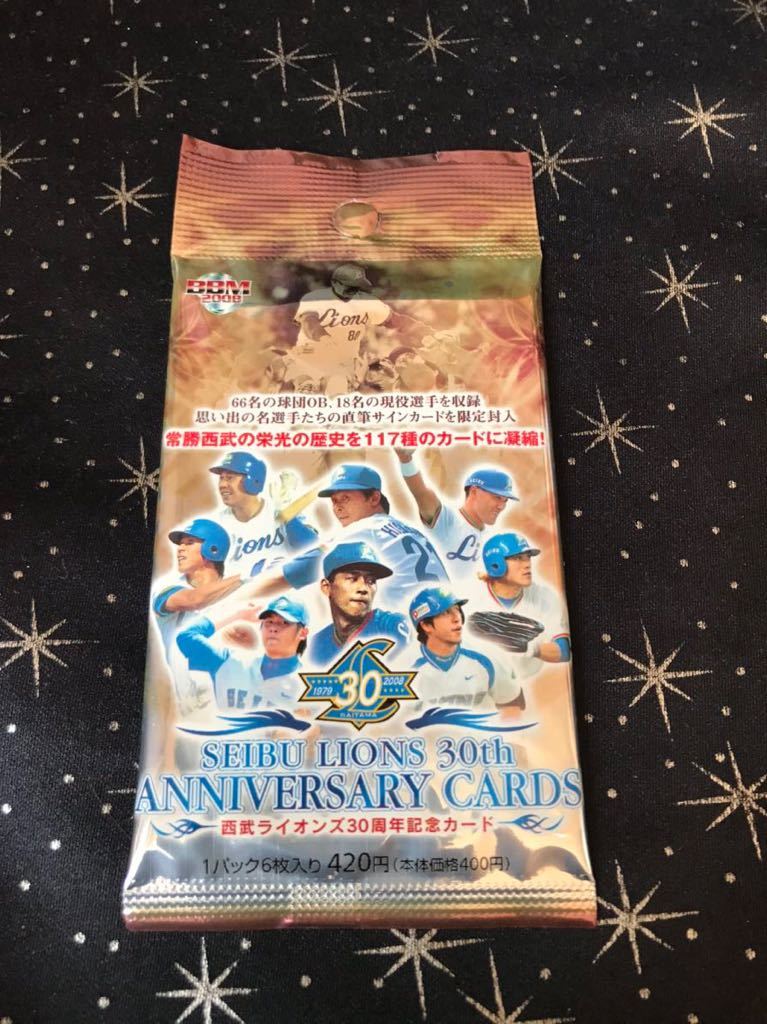 BBM
2008
Lions
80
66名の球団OB、18名の現役選手を収録
思い出の名選手たちの直筆サインカードを限定封入
常勝西武の栄光の歴史を117種のカードに凝縮!
ions
Li
1979
30
2008
SAITAMA
SEIBU LIONS 30th
ANNIVERSARY CARDS
西武ライオンズ30周年記念カード
1パック6枚入り 420円(本体価格400円)